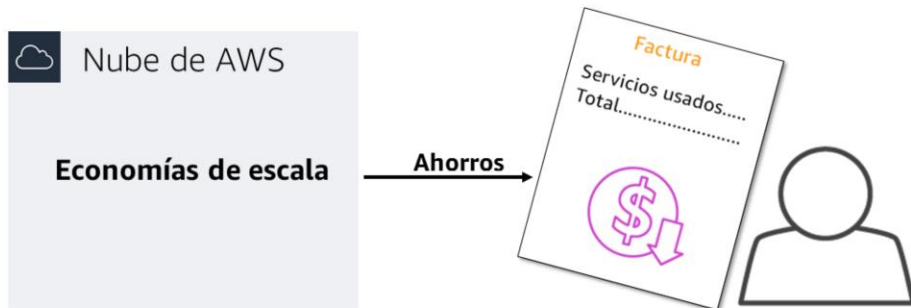 Nube de AWS
Economías de escala
Ahorros
Factura
Servicios usados.....
Total........................
$